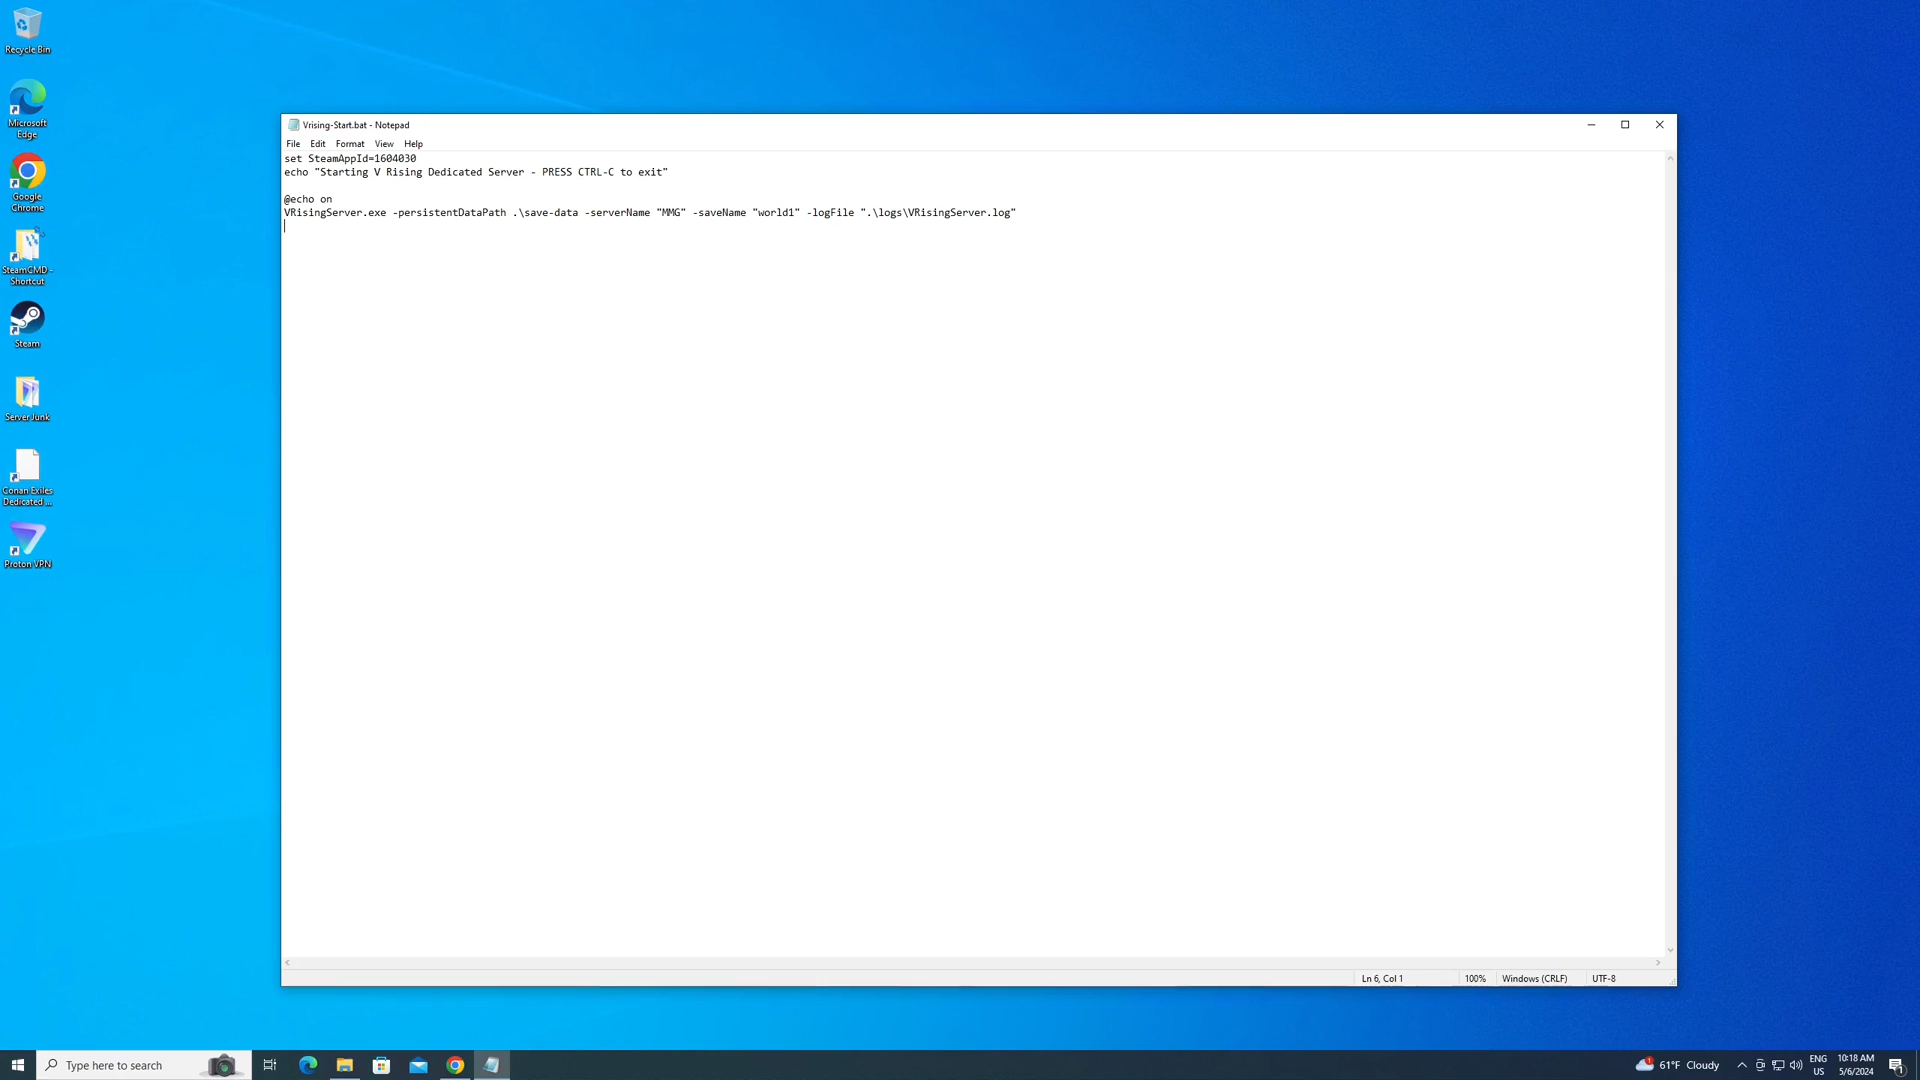 Recycle Bin
Microsoft
Edge
Google
Chrome
SteamCMD -
Shortcut
Steam
Server Junk
Conan Exiles
Dedicated ...
Proton VPN
Vrising-Start.bat - Notepad
File Edit Format View Help
set SteamAppId=1604030
echo "Starting V Rising Dedicated Server - PRESS CTRL-C to exit"
@echo on
VRisingServer.exe -persistentDataPath .\save-data -serverName "MMG" -saveName "world1" -logFile ".\logs\VRisingServer.log"
Ln 6, Col 1 100% Windows (CRLF) UTF-8
Type here to search
1
61°F Cloudy
ENG
US
10:18 AM
5/6/2024
1